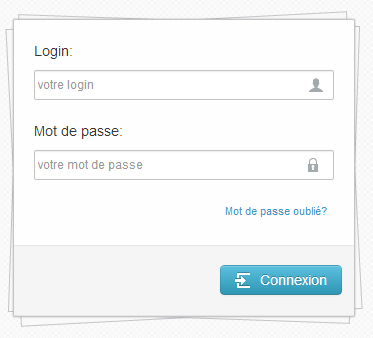 Login:
votre login
Mot de passe:
votre mot de passe
Mot de passe oublié?
Connexion